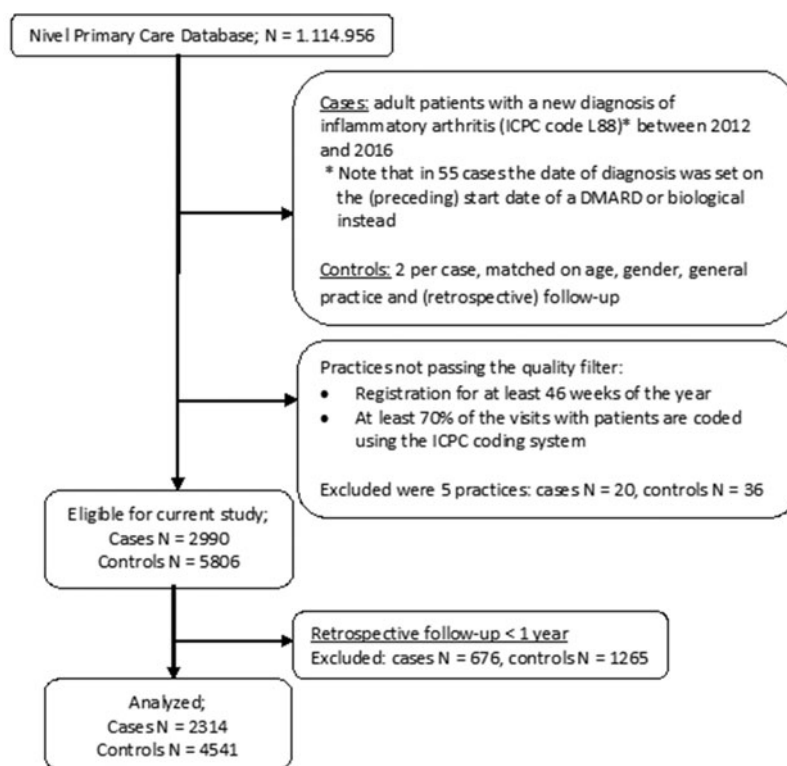 Nivel Primary Care Database; N = 1.114.956
Cases: adult patients with a new diagnosis of
inflammatory arthritis (ICPC code L88)* between 2012
and 2016
* Note that in 55 cases the date of diagnosis was set on
the (preceding) start date of a DMARD or biological
instead
Controls: 2 per case, matched on age, gender, general
practice and (retrospective) follow-up
Practices not passing the quality filter:
• Registration for at least 46 weeks of the year
• At least 70% of the visits with patients are coded
using the ICPC coding system
Excluded were 5 practices: cases N = 20, controls N = 36
Eligible for current study;
Cases N = 2990
Controls N = 5806
Retrospective follow-up < 1 year
Excluded: cases N = 676, controls N = 1265
Analyzed;
Cases N = 2314
Controls N = 4541